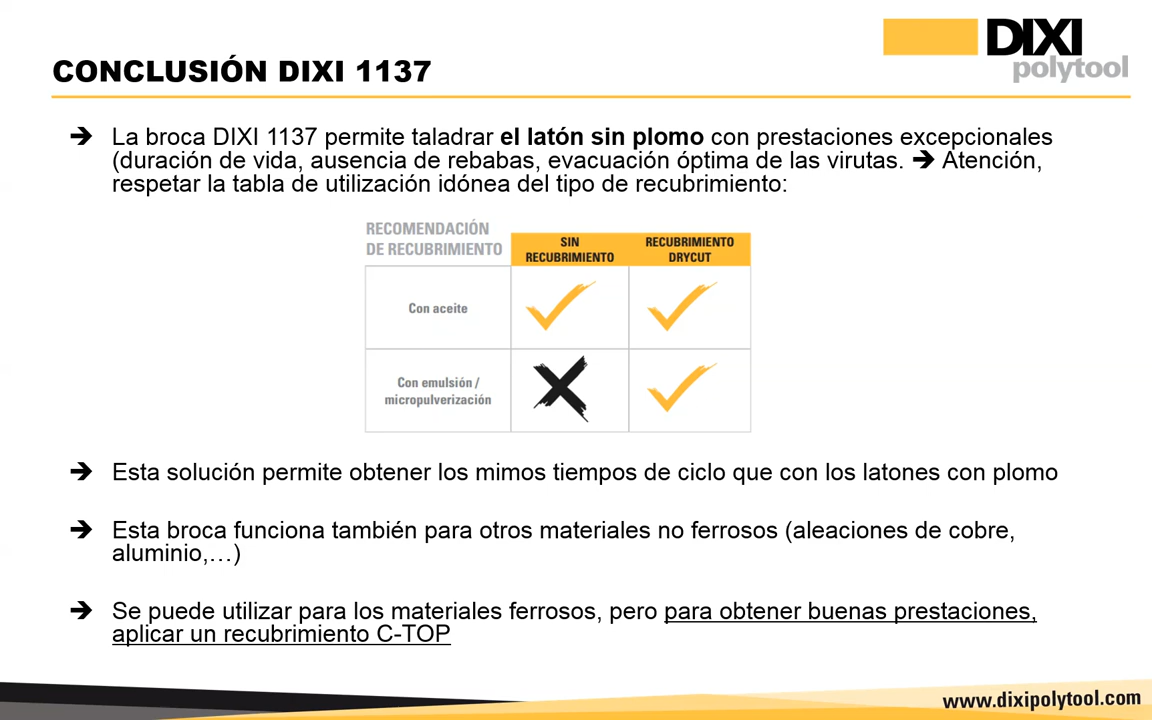 DIXI
polytool
CONCLUSIÓN DIXI 1137
➔ La broca DIXI 1137 permite taladrar el latón sin plomo con prestaciones excepcionales
(duración de vida, ausencia de rebabas, evacuación óptima de las virutas. ➔ Atención,
respetar la tabla de utilización idónea del tipo de recubrimiento:
RECOMENDACIÓN
DE RECUBRIMIENTO
SIN
RECUBRIMIENTO
RECUBRIMIENTO
DRYCUT
Con aceite
Con emulsión /
micropulverización
➔ Esta solución permite obtener los mimos tiempos de ciclo que con los latones con plomo
➔ Esta broca funciona también para otros materiales no ferrosos (aleaciones de cobre,
aluminio,…)
➔ Se puede utilizar para los materiales ferrosos, pero para obtener buenas prestaciones,
aplicar un recubrimiento C-TOP
www.dixipolytool.com